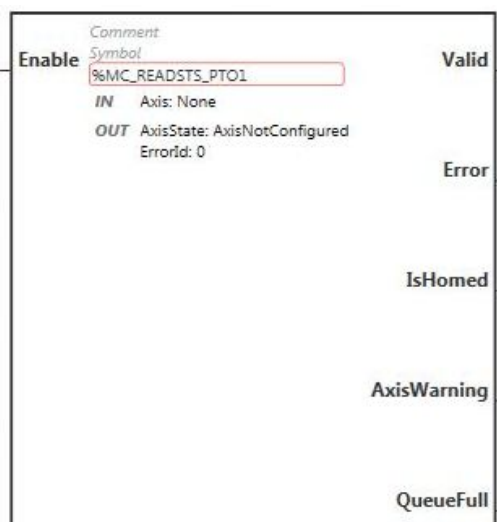 Comment
Enable Symbol Valid
%MC_READSTS_PTO1
IN Axis: None
OUT AxisState: AxisNotConfigured
ErrorId: 0
Error
IsHomed
AxisWarning
QueueFull